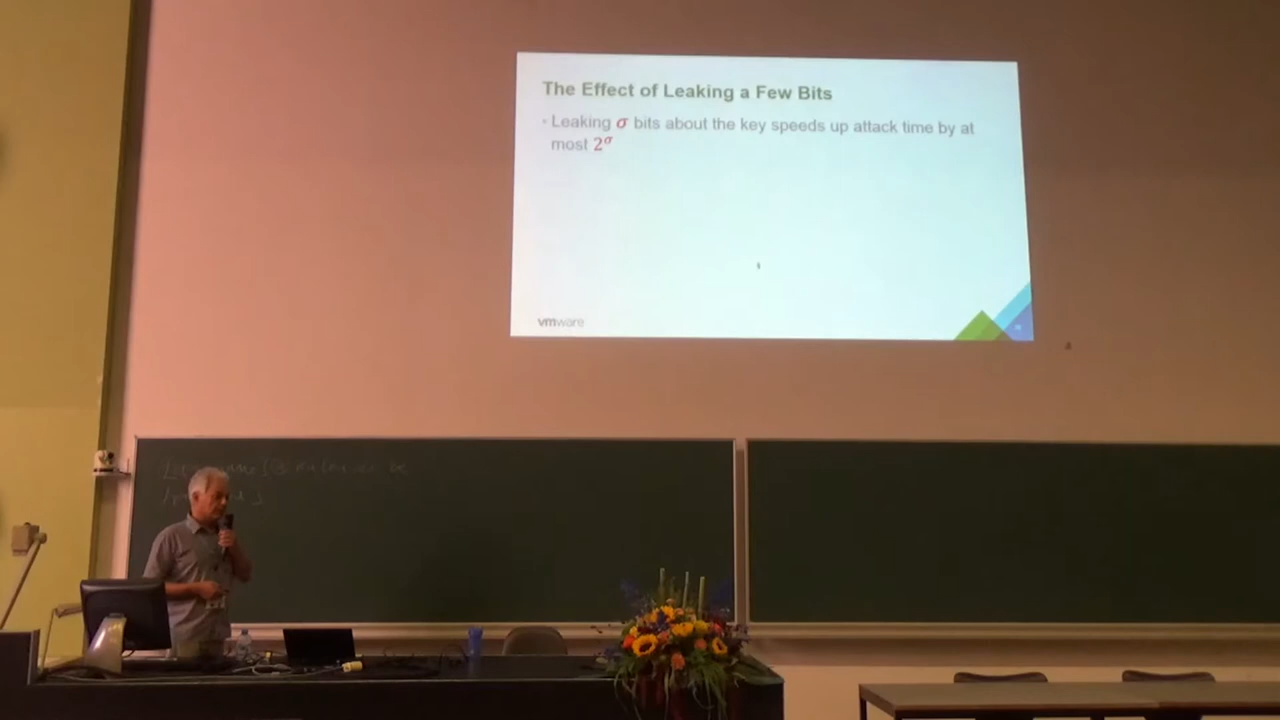 The Effect of Leaking a Few Bits
• Leaking σ bits about the key speeds up attack time by at
most 2^σ
vmware